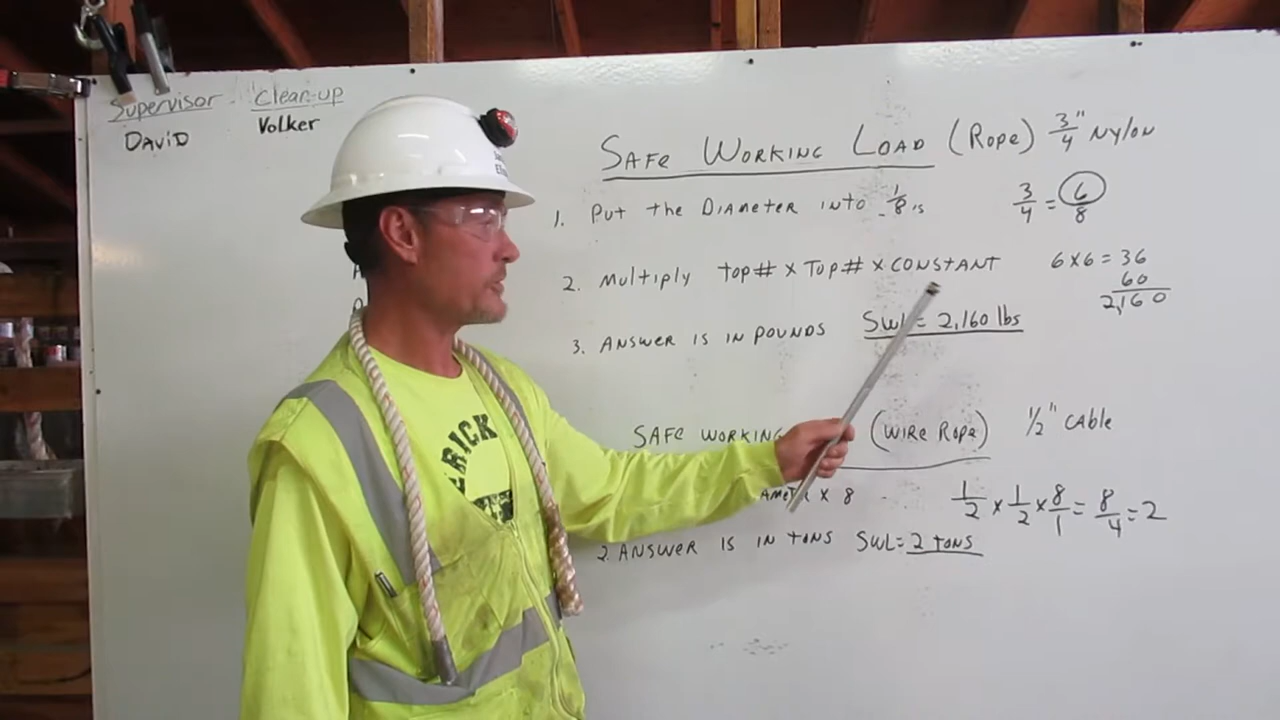 Supervisor
Clean-up
DAVID
Volker
SAFe WORKING LOAD (Rope) 3/4" NyloN
1. Put the DIAMeteR INto 1/8 is
3/4 = 6/8
2. MultIply top# x Top# x CONSTANT
6x6 = 36
60
2,160
3. ANSWER IS IN POUNDS SWL = 2,160 lbs
SAFe WORKING (WIRe Rope) 1/2" CABle
x 8
1/2 x 1/2 x 8/1 = 8/4 = 2
2. ANSWER IS IN tONS SWL = 2 tONS